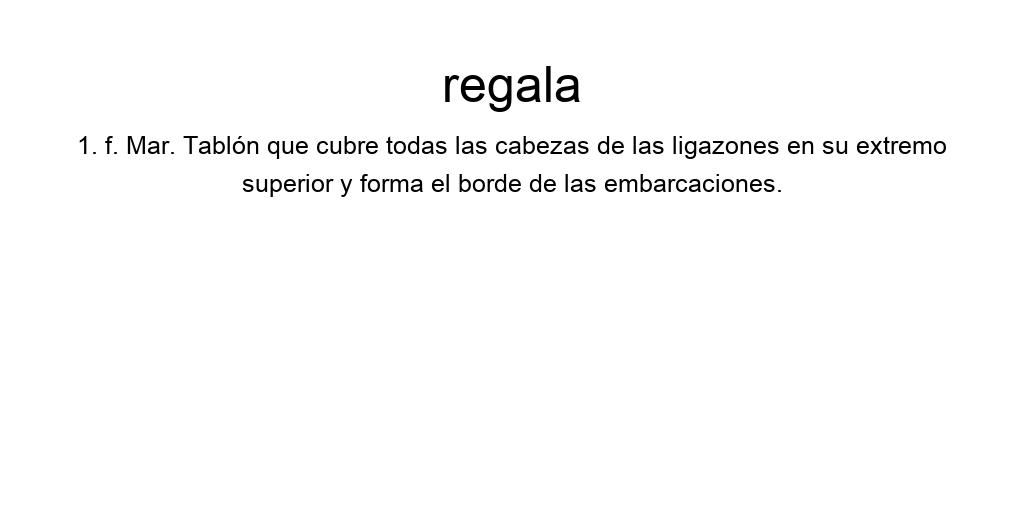 regala
1. f. Mar. Tablón que cubre todas las cabezas de las ligazones en su extremo
superior y forma el borde de las embarcaciones.